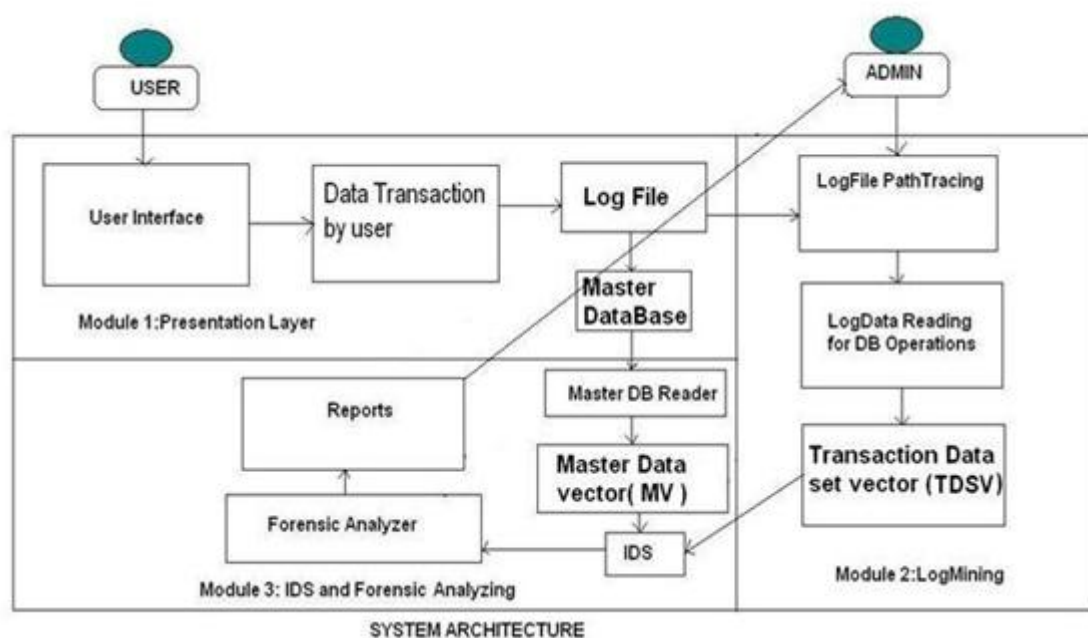 USER
ADMIN
User Interface
Data Transaction
by user
Log File
LogFile PathTracing
Master
DataBase
Module 1:Presentation Layer
LogData Reading
for DB Operations
Reports
Master DB Reader
Master Data
vector( MV )
Transaction Data
set vector (TDSV)
Forensic Analyzer
IDS
Module 3: IDS and Forensic Analyzing
Module 2:LogMining
SYSTEM ARCHITECTURE